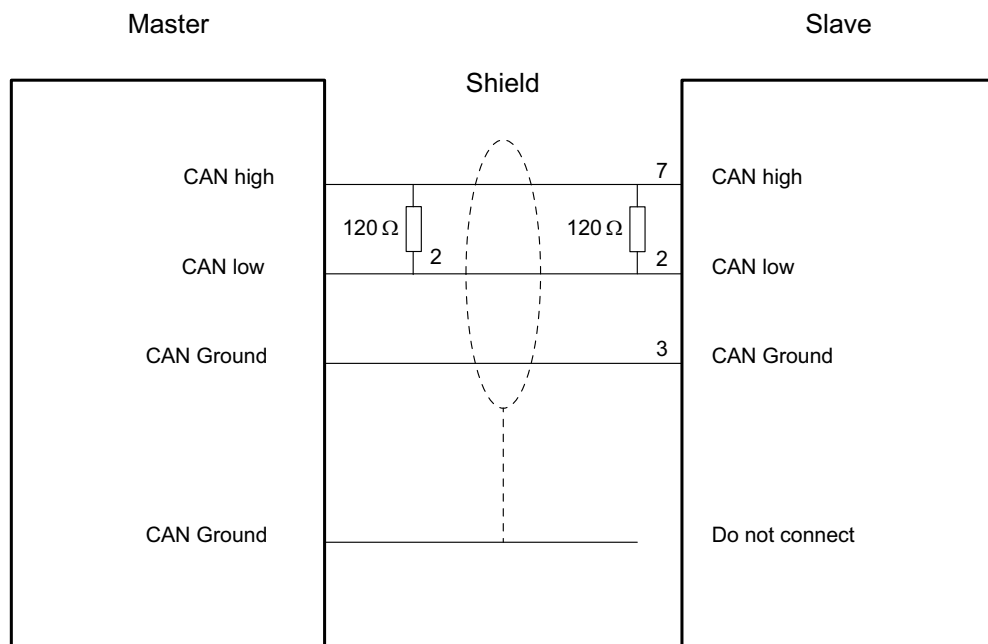 Master
Slave
Shield
CAN high
7
CAN high
120 Ω
120 Ω
2
CAN low
2
CAN low
CAN Ground
3
CAN Ground
CAN Ground
Do not connect